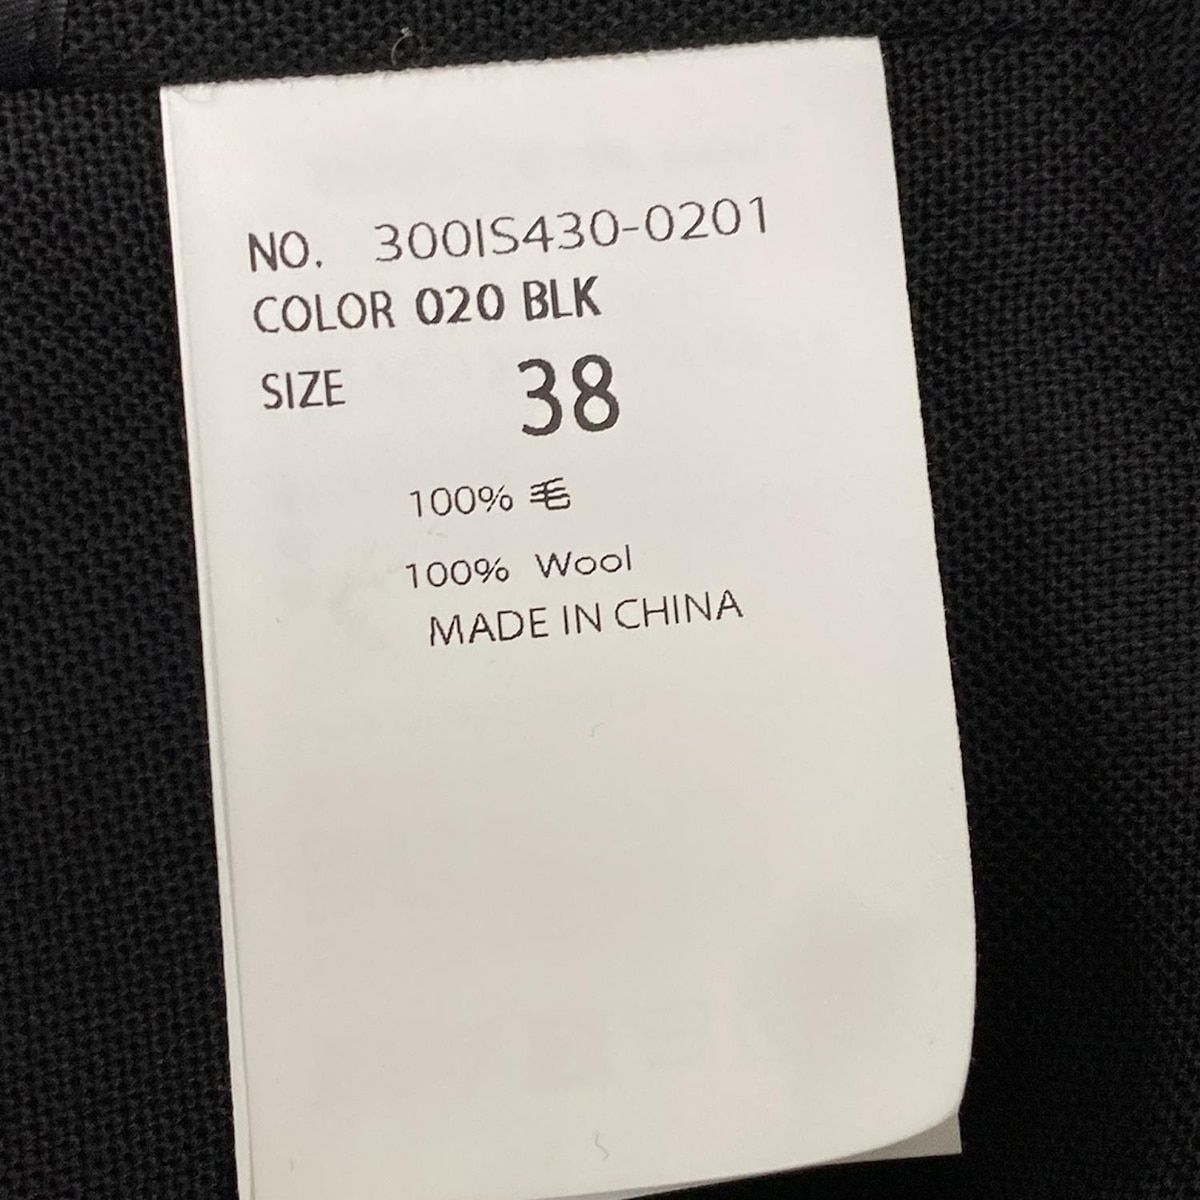 NO. 300IS430-0201
COLOR 020 BLK
SIZE 38
100% 毛
100% Wool
MADE IN CHINA